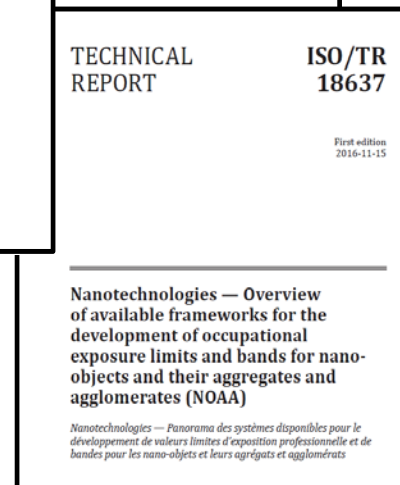 TECHNICAL
REPORT
ISO/TR
18637
First edition
2016-11-15
Nanotechnologies — Overview
of available frameworks for the
development of occupational
exposure limits and bands for nano-
objects and their aggregates and
agglomerates (NOAA)
Nanotechnologies — Panorama des systèmes disponibles pour le
développement de valeurs limites d'exposition professionnelle et de
bandes pour les nano-objets et leurs agrégats et agglomérats